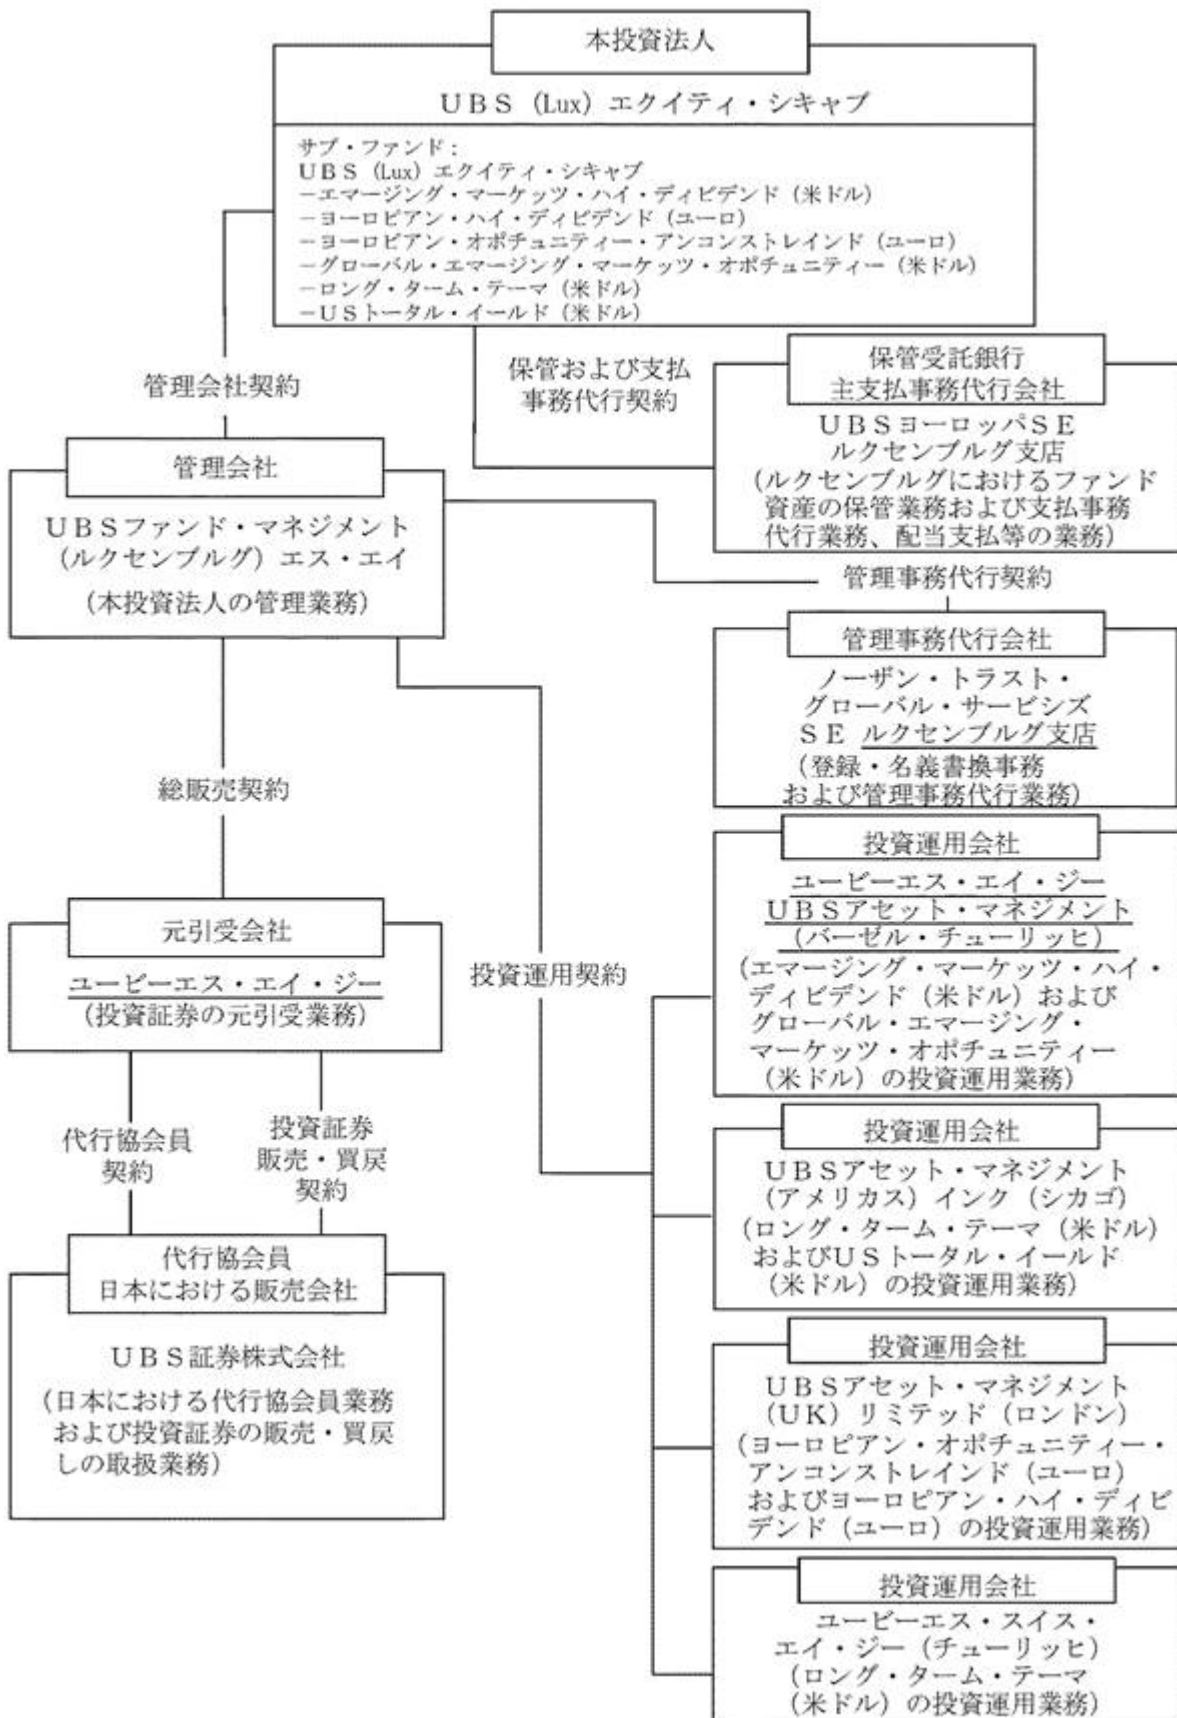 本投資法人
UBS (Lux) エクイティ・シキャブ
サブ・ファンド：
UBS (Lux) エクイティ・シキャブ
－エマージング・マーケッツ・ハイ・ディビデンド（米ドル）
－ヨーロピアン・ハイ・ディビデンド（ユーロ）
－ヨーロピアン・オポチュニティー・アンコンストレインド（ユーロ）
－グローバル・エマージング・マーケッツ・オポチュニティー（米ドル）
－ロング・ターム・テーマ（米ドル）
－USトータル・イールド（米ドル）
管理会社契約
保管および支払
事務代行契約
保管受託銀行
主支払事務代行会社
UBSヨーロッパSE
ルクセンブルグ支店
（ルクセンブルグにおけるファンド
資産の保管業務および支払事務
代行業務、配当支払等の業務）
管理会社
UBSファンド・マネジメント
（ルクセンブルグ）エス・エイ
（本投資法人の管理業務）
管理事務代行契約
管理事務代行会社
ノーザン・トラスト・
グローバル・サービシズ
SE ルクセンブルグ支店
（登録・名義書換事務
および管理事務代行業務）
総販売契約
元引受会社
ユービーエス・エイ・ジー
（投資証券の元引受業務）
投資運用契約
投資運用会社
ユービーエス・エイ・ジー
UBSアセット・マネジメント
（バーゼル・チューリッヒ）
（エマージング・マーケッツ・ハイ・
ディビデンド（米ドル）および
グローバル・エマージング・
マーケッツ・オポチュニティー
（米ドル）の投資運用業務）
代行協会員
契約
投資証券
販売・買戻
契約
投資運用会社
UBSアセット・マネジメント
（アメリカス）インク（シカゴ）
（ロング・ターム・テーマ（米ドル）
およびUSトータル・イールド
（米ドル）の投資運用業務）
代行協会員
日本における販売会社
UBS証券株式会社
（日本における代行協会員業務
および投資証券の販売・買戻
しの取扱業務）
投資運用会社
UBSアセット・マネジメント
（UK）リミテッド（ロンドン）
（ヨーロピアン・オポチュニティー・
アンコンストレインド（ユーロ）
およびヨーロピアン・ハイ・ディビ
デンド（ユーロ）の投資運用業務）
投資運用会社
ユービーエス・スイス・
エイ・ジー（チューリッヒ）
（ロング・ターム・テーマ
（米ドル）の投資運用業務）